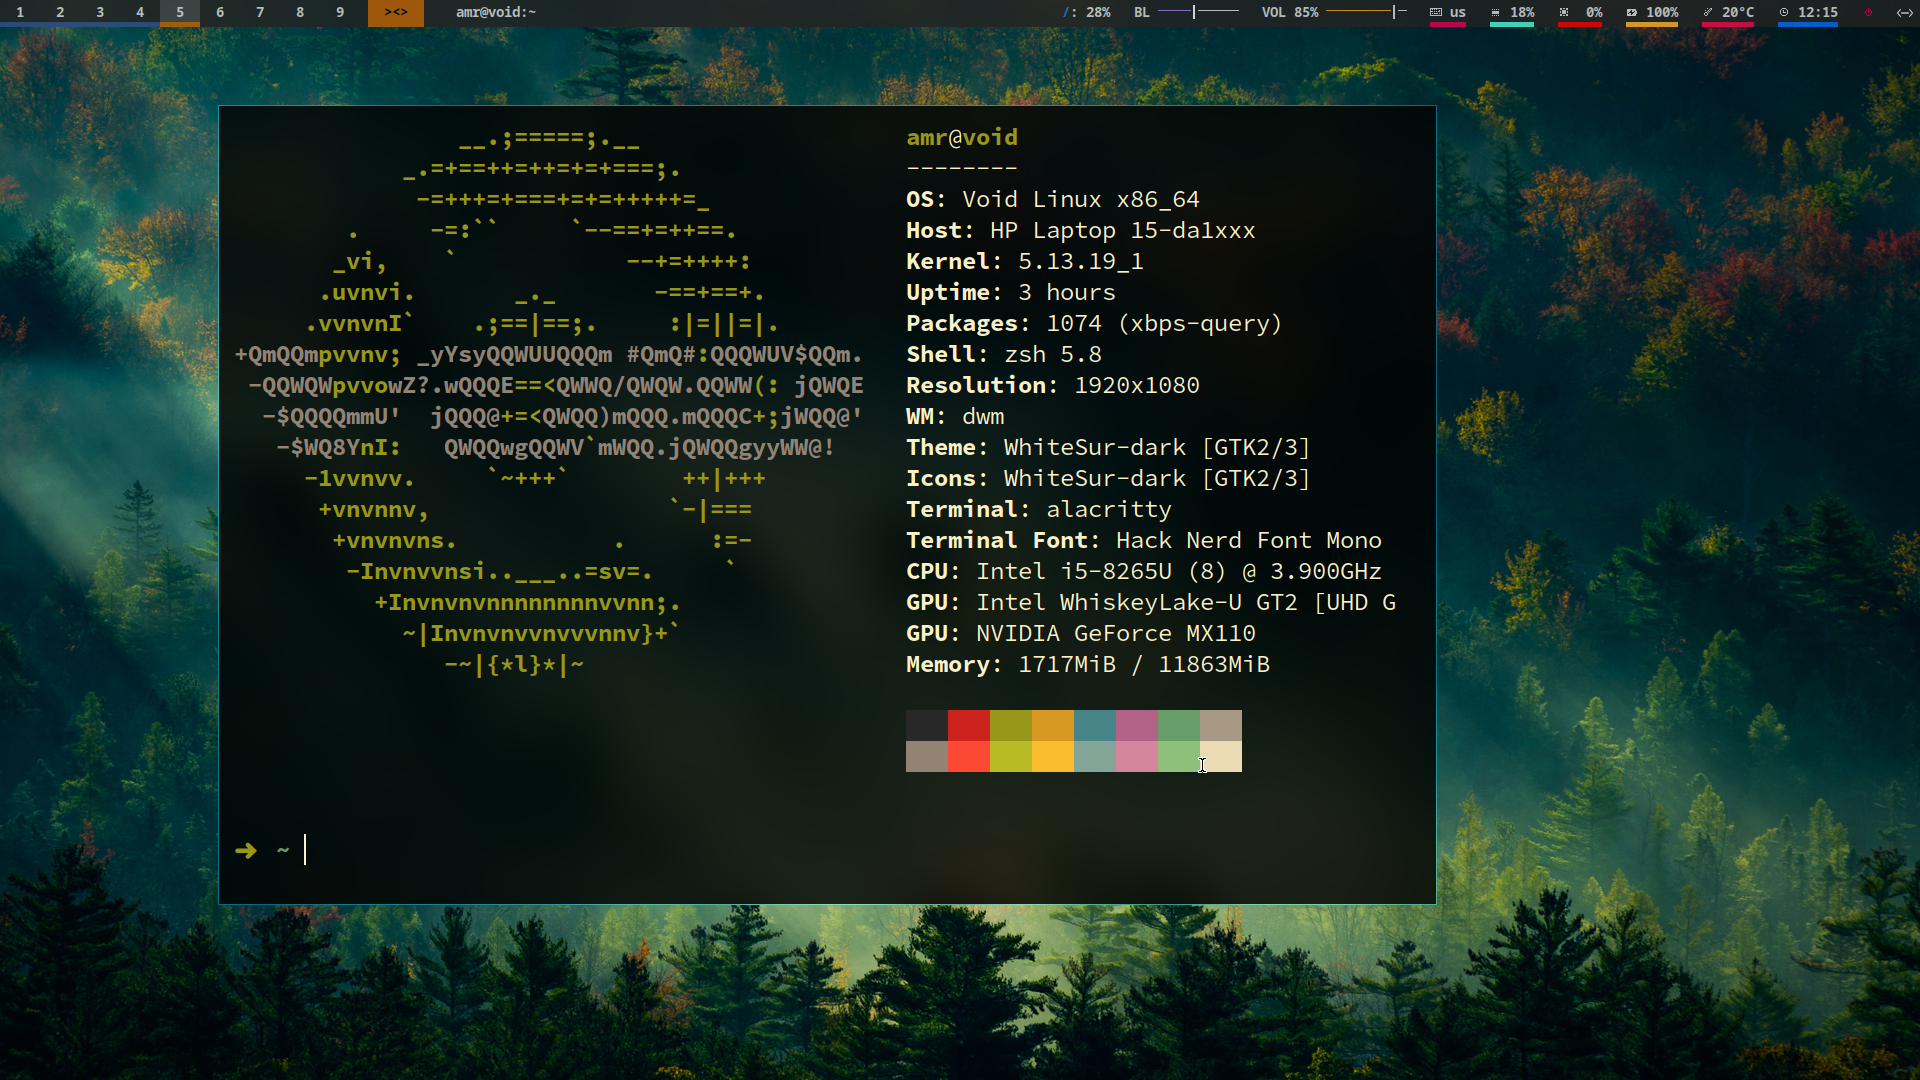 1 2 3 4 5 6 7 8 9 ><> amr@void:~ /: 28% BL VOL 85% us 18% 0% 100% 20°C 12:15
__.;=====;.__
_.=+==++=++=+=+===;.
-=+++=+===+=+=+++++=_
. -=:`` `--==+=++==.
_vi, ` --+=++++:
.uvnvi. _._ -==+==+.
.vvnvnI` .;==|==;. :|=||=|.
+QmQQmpvvnv; _yYsyQQWUUQQQm #QmQ#:QQQWUV$QQm.
-QQWQWpvvowZ?.wQQQE==<QWWQ/QWQW.QQWW(: jQWQE
-$QQQQmmU' jQQQ@+=<QWQQ)mQQQ.mQQQC+;jWQQ@'
-$WQ8YnI: QWQQwgQQWV`mWQQ.jQWQQgyyWW@!
-1vvnvv. `~+++` ++|+++
+vnvnnv, `-|===
+vnvnvns. . :=-
-Invnvvnsi..___..=sv=. `
+Invnvnvnnnnnnnnvvnn;.
~|Invnvnvvnvvvnnv}+`
-~|{*l}*|~
amr@void
--------
OS: Void Linux x86_64
Host: HP Laptop 15-da1xxx
Kernel: 5.13.19_1
Uptime: 3 hours
Packages: 1074 (xbps-query)
Shell: zsh 5.8
Resolution: 1920x1080
WM: dwm
Theme: WhiteSur-dark [GTK2/3]
Icons: WhiteSur-dark [GTK2/3]
Terminal: alacritty
Terminal Font: Hack Nerd Font Mono
CPU: Intel i5-8265U (8) @ 3.900GHz
GPU: Intel WhiskeyLake-U GT2 [UHD G
GPU: NVIDIA GeForce MX110
Memory: 1717MiB / 11863MiB
➜ ~